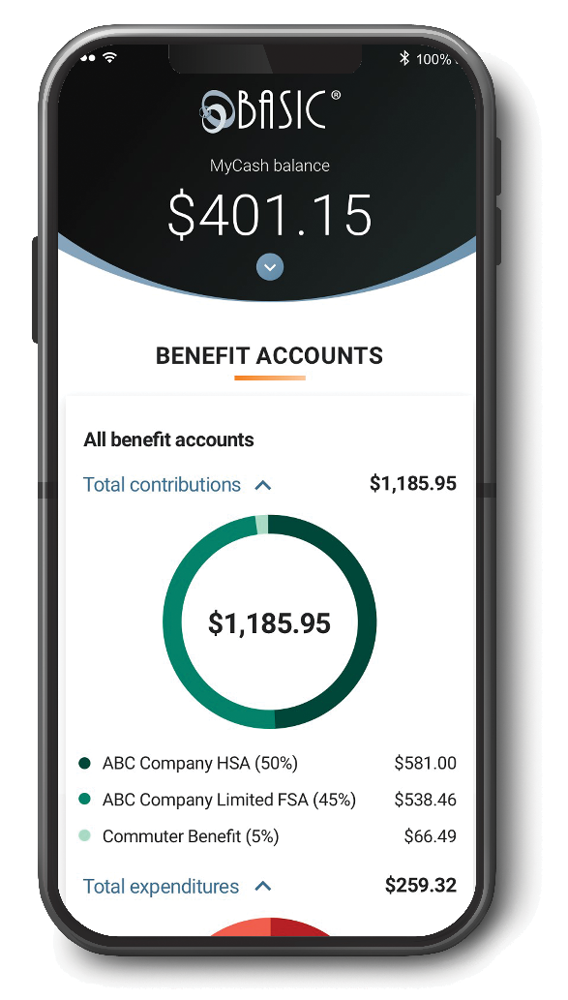 100%
BASIC®
MyCash balance
$401.15
BENEFIT ACCOUNTS
All benefit accounts
Total contributions $1,185.95
$1,185.95
ABC Company HSA (50%) $581.00
ABC Company Limited FSA (45%) $538.46
Commuter Benefit (5%) $66.49
Total expenditures $259.32